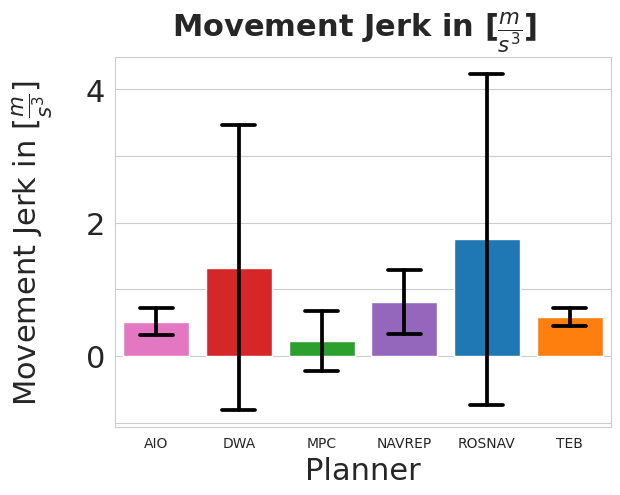 Movement Jerk in [m/s³]
Movement Jerk in [m/s³]
4
2
0
AIO DWA MPC NAVREP ROSNAV TEB
Planner